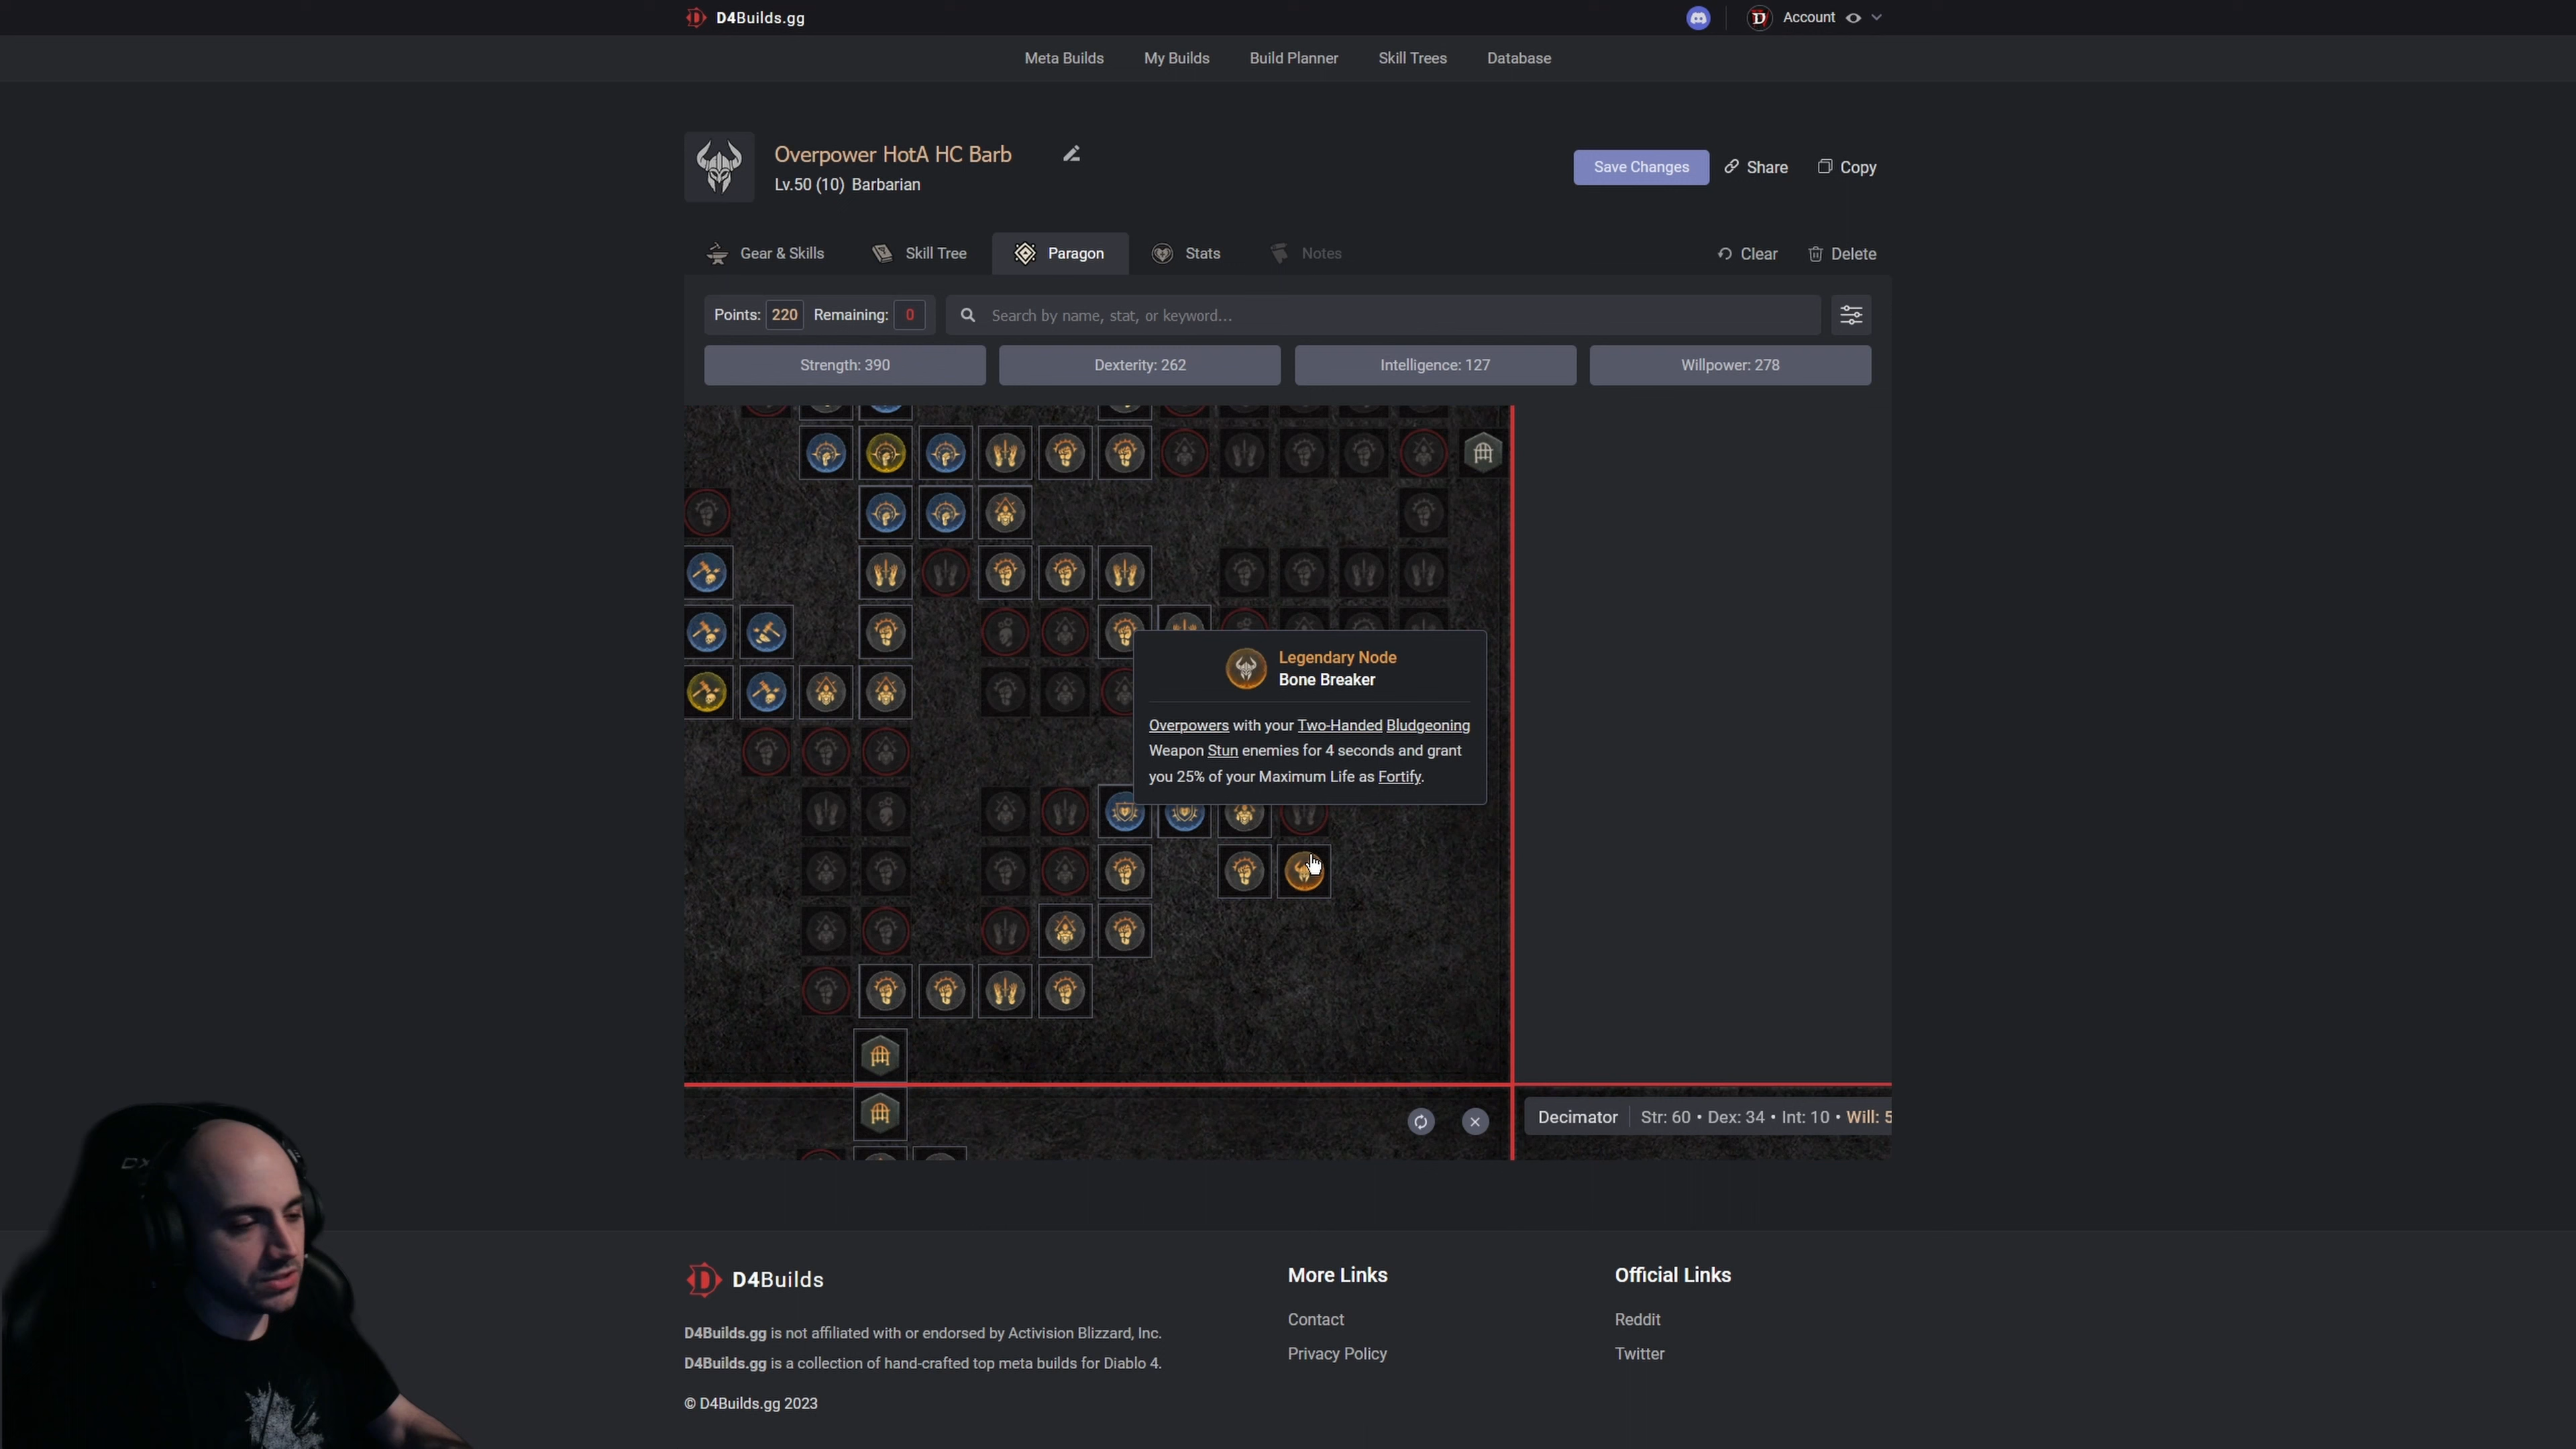 D4Builds.gg
Account
Meta Builds My Builds Build Planner Skill Trees Database
Overpower HotA HC Barb
Lv.50 (10) Barbarian
Save Changes Share Copy
Gear & Skills Skill Tree Paragon Stats Notes Clear Delete
Points: 220 Remaining: 0 Search by name, stat, or keyword...
Strength: 390 Dexterity: 262 Intelligence: 127 Willpower: 278
Legendary Node
Bone Breaker
Overpowers with your Two-Handed Bludgeoning
Weapon Stun enemies for 4 seconds and grant
you 25% of your Maximum Life as Fortify.
Decimator Str: 60 • Dex: 34 • Int: 10 • Will: 5
D4Builds
D4Builds.gg is not affiliated with or endorsed by Activision Blizzard, Inc.
D4Builds.gg is a collection of hand-crafted top meta builds for Diablo 4.
© D4Builds.gg 2023
More Links
Contact
Privacy Policy
Official Links
Reddit
Twitter